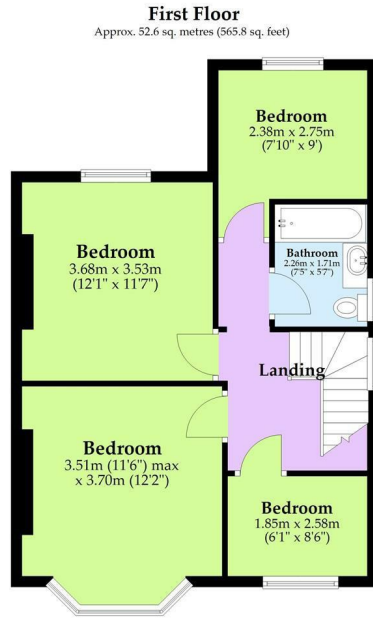 First Floor
Approx. 52.6 sq. metres (565.8 sq. feet)
Bedroom
2.38m x 2.75m
(7'10" x 9')
Bedroom
3.68m x 3.53m
(12'1" x 11'7")
Bathroom
2.26m x 1.71m
(7'5" x 5'7")
Landing
Bedroom
3.51m (11'6") max
x 3.70m (12'2")
Bedroom
1.85m x 2.58m
(6'1" x 8'6")